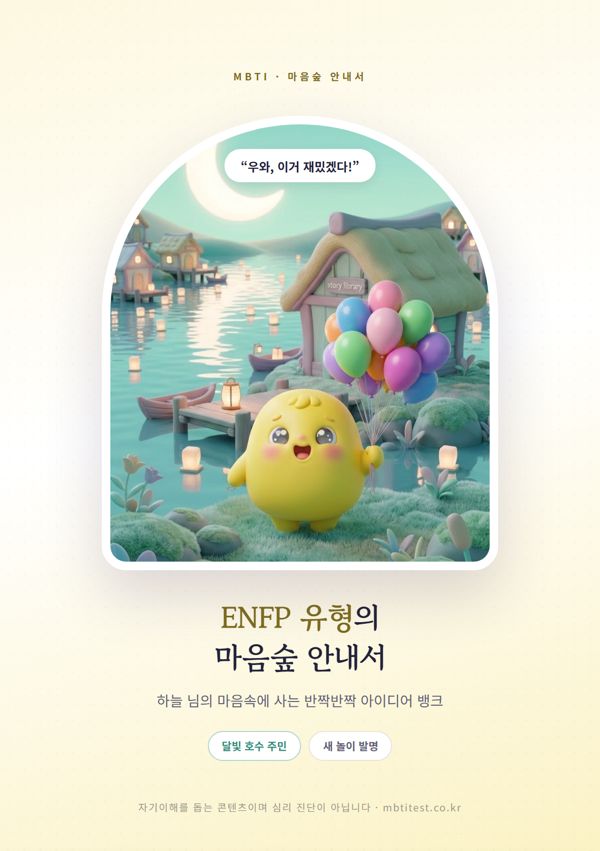 MBTI · 마음숲 안내서
“우와, 이거 재밌겠다!”
story library
ENFP 유형의
마음숲 안내서
하늘 님의 마음속에 사는 반짝반짝 아이디어 뱅크
달빛 호수 주민
새 놀이 발명
자기이해를 돕는 콘텐츠이며 심리 진단이 아닙니다 · mbtitest.co.kr